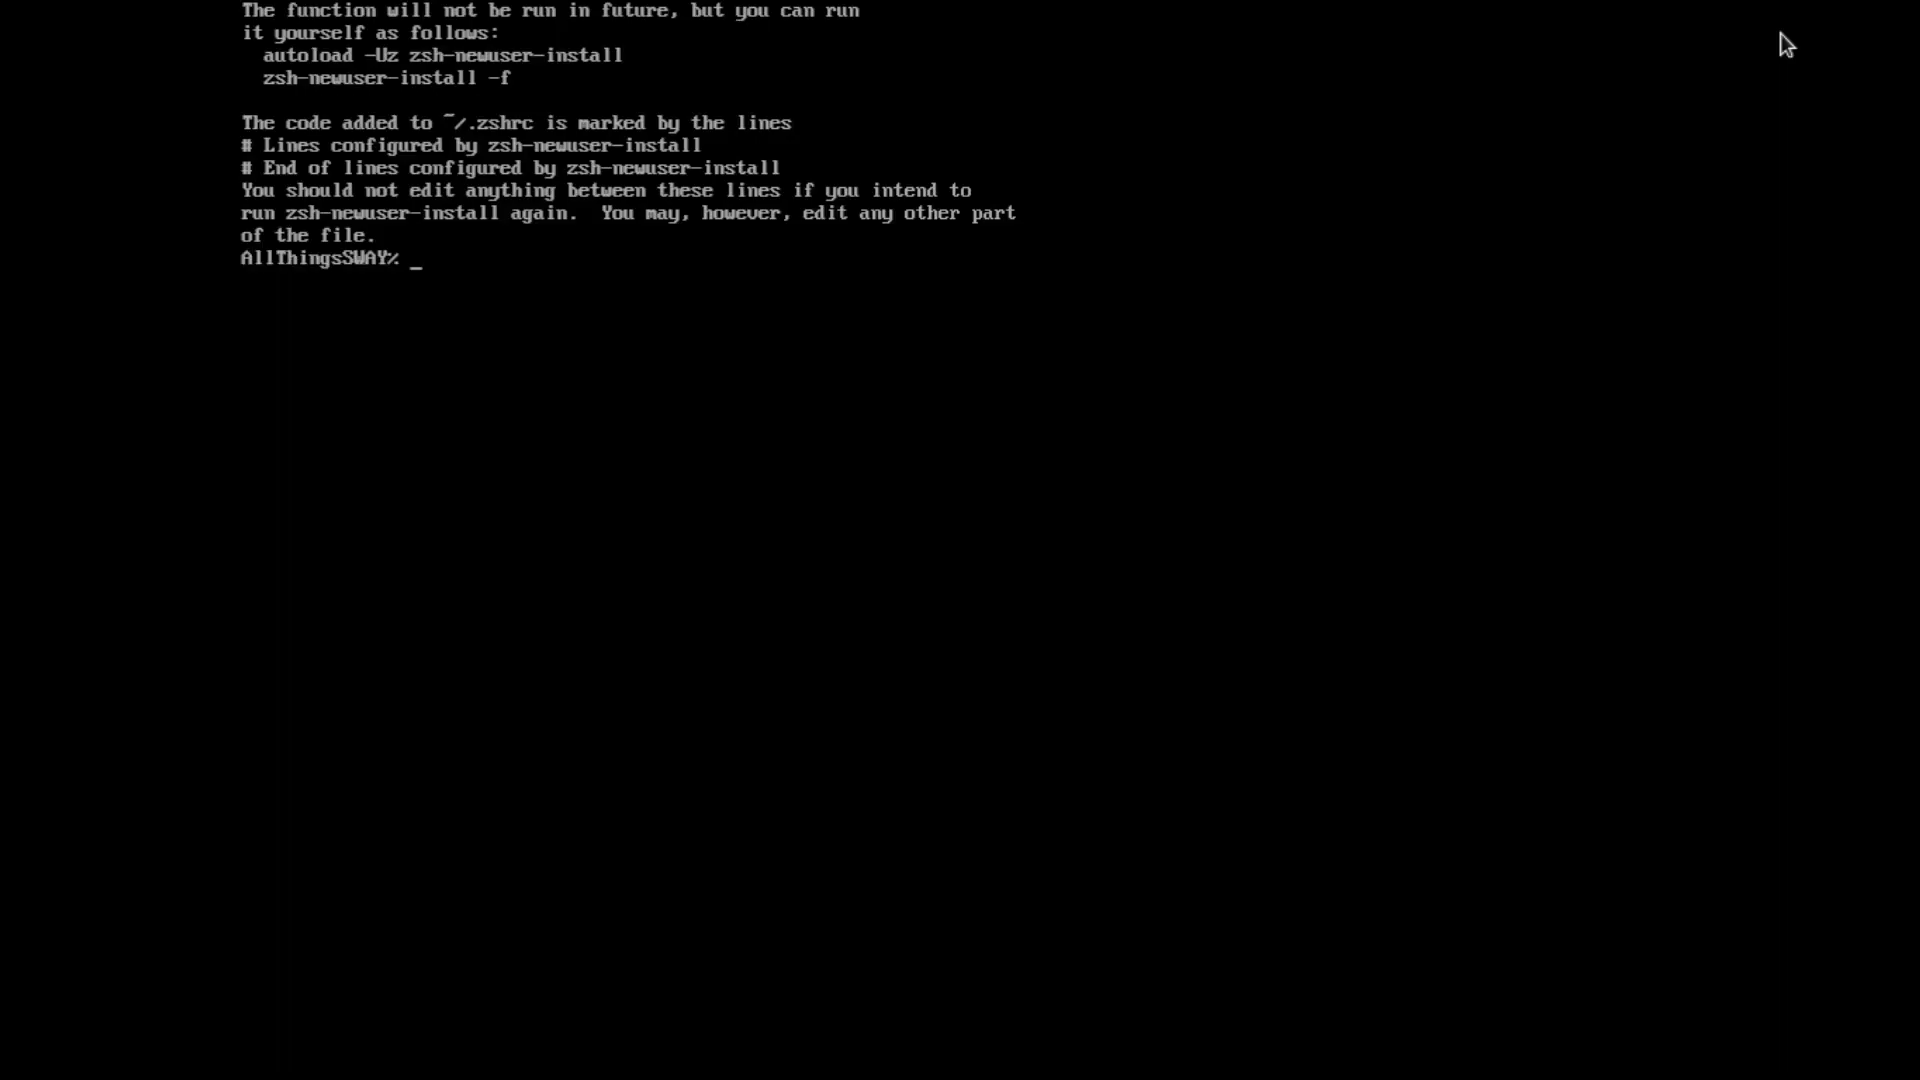 The function will not be run in future, but you can run
it yourself as follows:
  autoload -Uz zsh-newuser-install
  zsh-newuser-install -f

The code added to ~/.zshrc is marked by the lines
# Lines configured by zsh-newuser-install
# End of lines configured by zsh-newuser-install
You should not edit anything between these lines if you intend to
run zsh-newuser-install again.  You may, however, edit any other part
of the file.
AllThingsSWAY% _